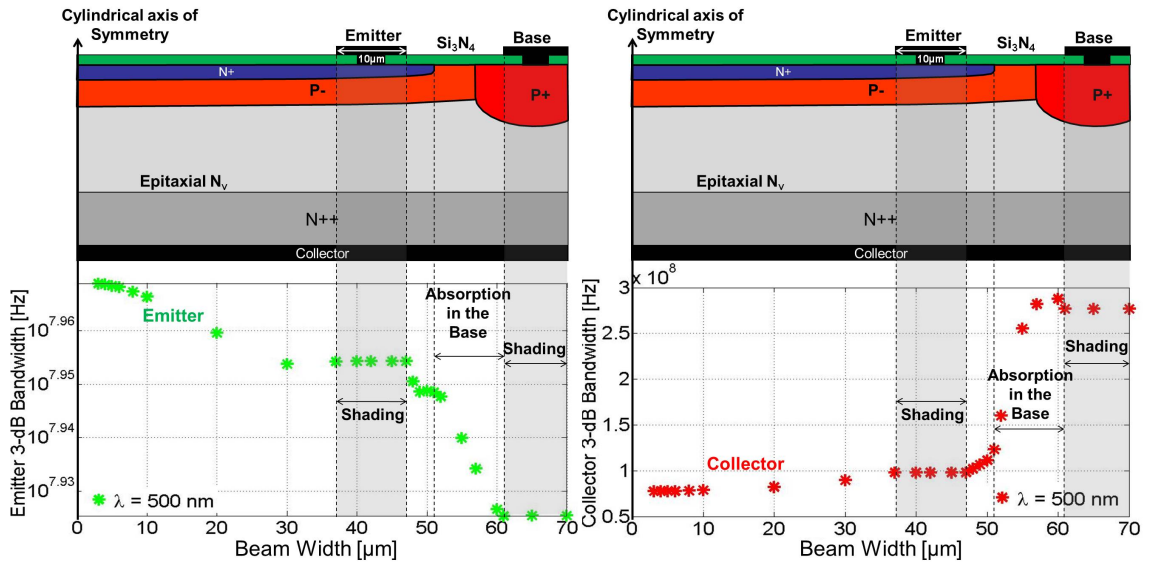 Cylindrical axis of
Symmetry
Emitter
Si₃N₄
Base
10µm
N+
P-
P+
Epitaxial Nᵥ
N++
Collector
Emitter 3-dB Bandwidth [Hz]
10^7.96
10^7.95
10^7.94
10^7.93
Emitter
Absorption
in the
Base
Shading
Shading
λ = 500 nm
0 10 20 30 40 50 60 70
Beam Width [µm]
Cylindrical axis of
Symmetry
Emitter
Si₃N₄
Base
10µm
N+
P-
P+
Epitaxial Nᵥ
N++
Collector
Collector 3-dB Bandwidth [Hz]
x 10^8
3
2.5
2
1.5
1
0.5
Shading
Absorption
in the
Base
Shading
Collector
λ = 500 nm
0 10 20 30 40 50 60 70
Beam Width [µm]